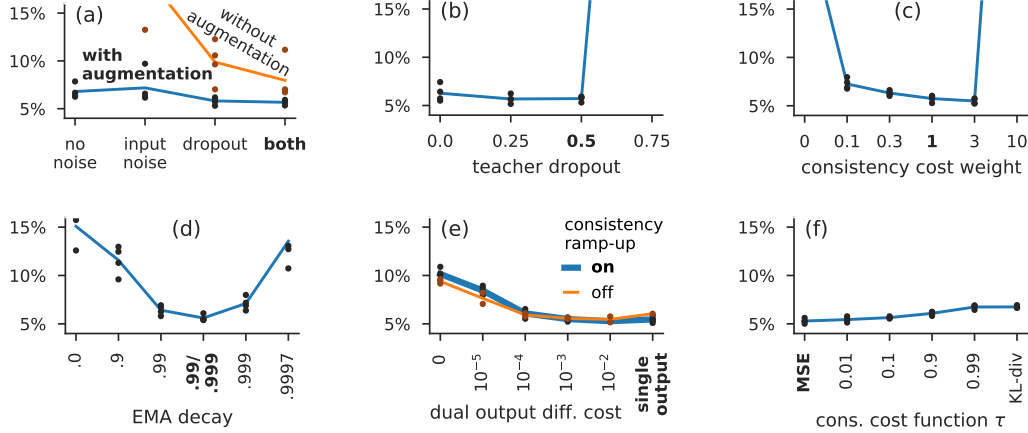 15%
10%
5%
(a)
without
augmentation
with
augmentation
no
noise
input
noise
dropout
both
15%
10%
5%
(b)
0.0
0.25
0.5
0.75
teacher dropout
15%
10%
5%
(c)
0
0.1
0.3
1
3
10
consistency cost weight
15%
10%
5%
(d)
.0
.9
.99
.99/
.999
.999
.9997
EMA decay
15%
10%
5%
(e)
consistency
ramp-up
on
off
0
10⁻⁵
10⁻⁴
10⁻³
10⁻²
single
output
dual output diff. cost
15%
10%
5%
(f)
MSE
0.01
0.1
0.9
0.99
KL-div
cons. cost function τ